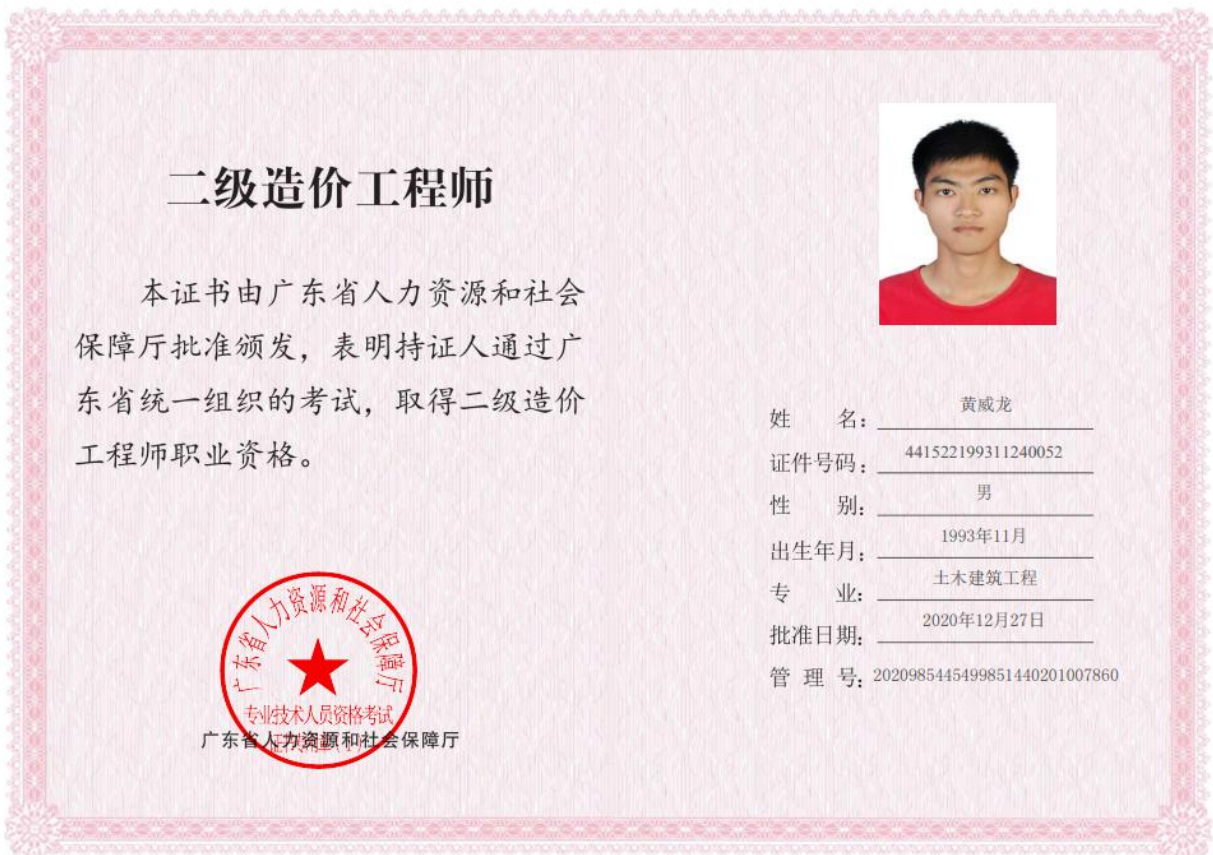 二级造价工程师
本证书由广东省人力资源和社会
保障厅批准颁发，表明持证人通过广
东省统一组织的考试，取得二级造价
工程师职业资格。
广东省人力资源和社会保障厅
专业技术人员资格考试
广东省人力资源和社会保障厅
姓 名：黄威龙
证件号码：441522199311240052
性 别：男
出生年月：1993年11月
专 业：土木建筑工程
批准日期：2020年12月27日
管 理 号：2020985445499851440201007860